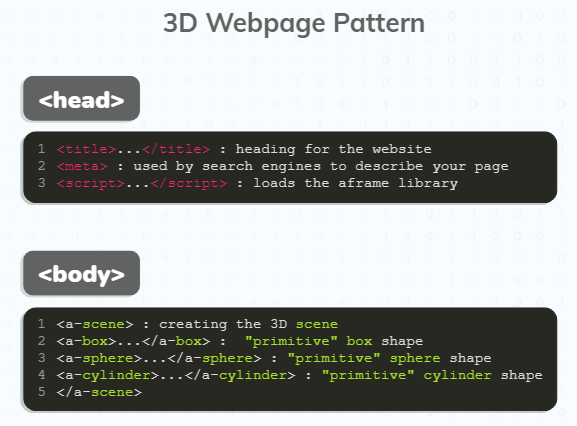 3D Webpage Pattern
<head>
1 <title>...</title> : heading for the website
2 <meta> : used by search engines to describe your page
3 <script>...</script> : loads the aframe library
<body>
1 <a-scene> : creating the 3D scene
2 <a-box>...</a-box> :  "primitive" box shape
3 <a-sphere>...</a-sphere> : "primitive" sphere shape
4 <a-cylinder>...</a-cylinder> : "primitive" cylinder shape
5 </a-scene>